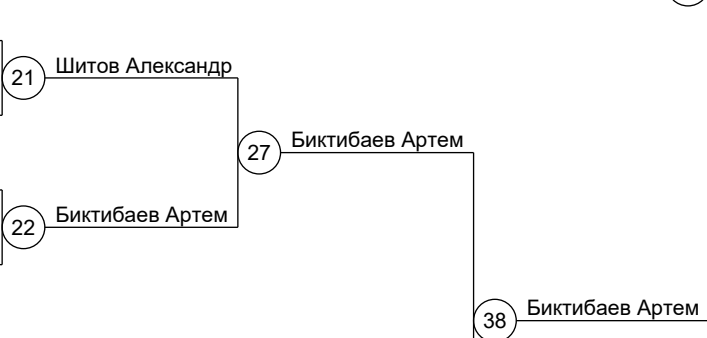 21 Шитов Александр
27 Биктибаев Артем
22 Биктибаев Артем
38 Биктибаев Артем